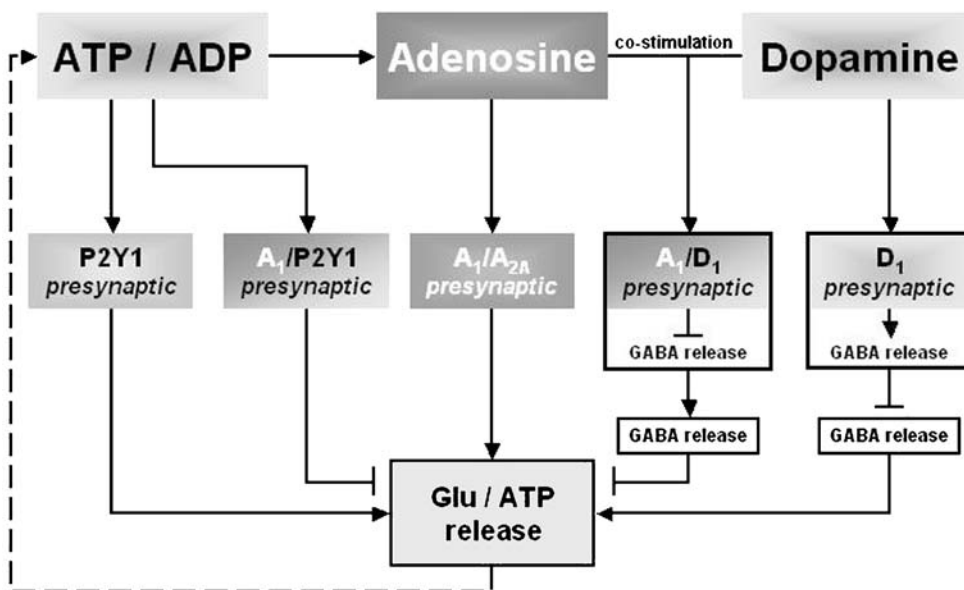 ATP / ADP
Adenosine
co-stimulation
Dopamine
P2Y1
presynaptic
A₁/P2Y1
presynaptic
A₁/A₂A
presynaptic
A₁/D₁
presynaptic
GABA release
D₁
presynaptic
GABA release
GABA release
GABA release
Glu / ATP
release